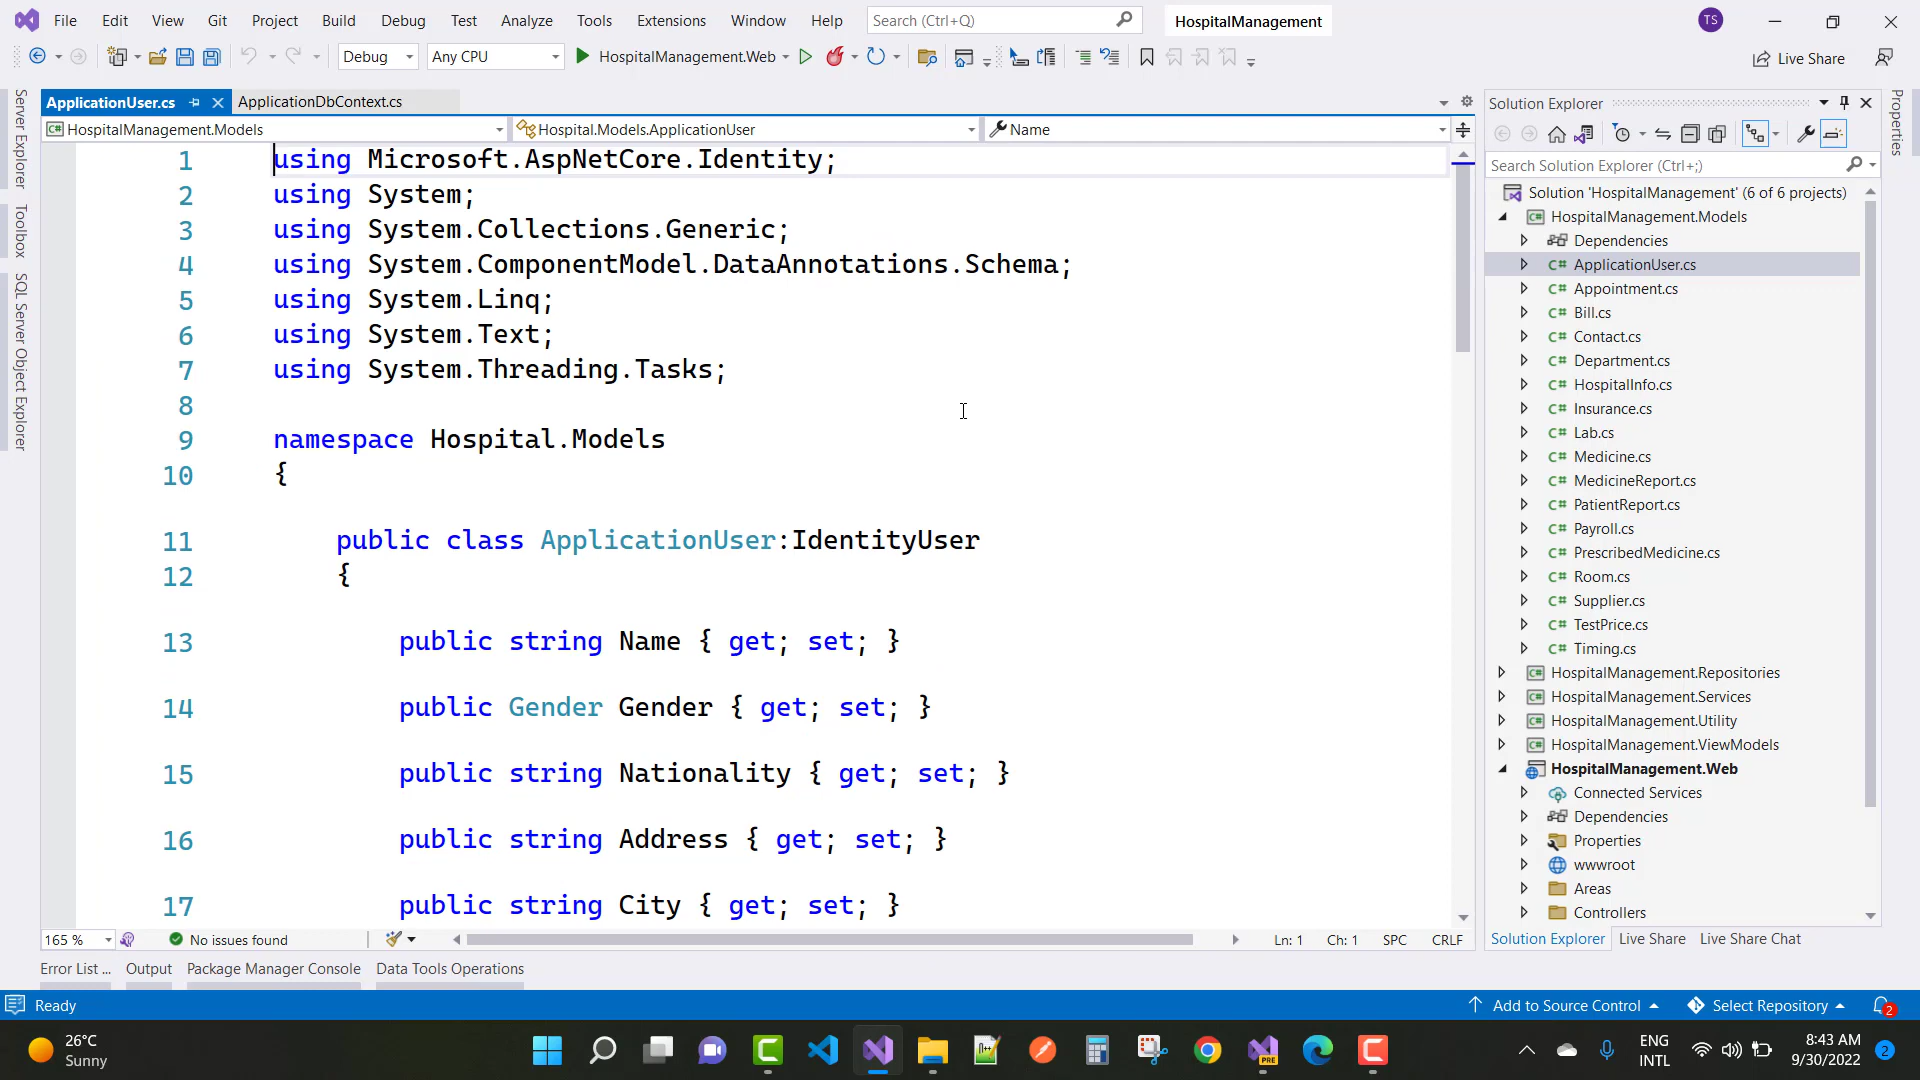 File Edit View Git Project Build Debug Test Analyze Tools Extensions Window Help Search (Ctrl+Q) HospitalManagement TS
Debug Any CPU HospitalManagement.Web Live Share
ApplicationUser.cs ApplicationDbContext.cs
HospitalManagement.Models Hospital.Models.ApplicationUser Name
Server Explorer
Toolbox
SQL Server Object Explorer
1 using Microsoft.AspNetCore.Identity;
2 using System;
3 using System.Collections.Generic;
4 using System.ComponentModel.DataAnnotations.Schema;
5 using System.Linq;
6 using System.Text;
7 using System.Threading.Tasks;
8
9 namespace Hospital.Models
10 {
11 public class ApplicationUser:IdentityUser
12 {
13 public string Name { get; set; }
14 public Gender Gender { get; set; }
15 public string Nationality { get; set; }
16 public string Address { get; set; }
17 public string City { get; set; }
165 % No issues found Ln: 1 Ch: 1 SPC CRLF
Error List ... Output Package Manager Console Data Tools Operations
Solution Explorer
Search Solution Explorer (Ctrl+;)
Solution 'HospitalManagement' (6 of 6 projects)
C# HospitalManagement.Models
Dependencies
C# ApplicationUser.cs
C# Appointment.cs
C# Bill.cs
C# Contact.cs
C# Department.cs
C# HospitalInfo.cs
C# Insurance.cs
C# Lab.cs
C# Medicine.cs
C# MedicineReport.cs
C# PatientReport.cs
C# Payroll.cs
C# PrescribedMedicine.cs
C# Room.cs
C# Supplier.cs
C# TestPrice.cs
C# Timing.cs
C# HospitalManagement.Repositories
C# HospitalManagement.Services
C# HospitalManagement.Utility
C# HospitalManagement.ViewModels
HospitalManagement.Web
Connected Services
Dependencies
Properties
wwwroot
Areas
Controllers
Solution Explorer Live Share Live Share Chat
Properties
Ready Add to Source Control Select Repository 2
26°C
Sunny
PRE
ENG
INTL
8:43 AM
9/30/2022
2